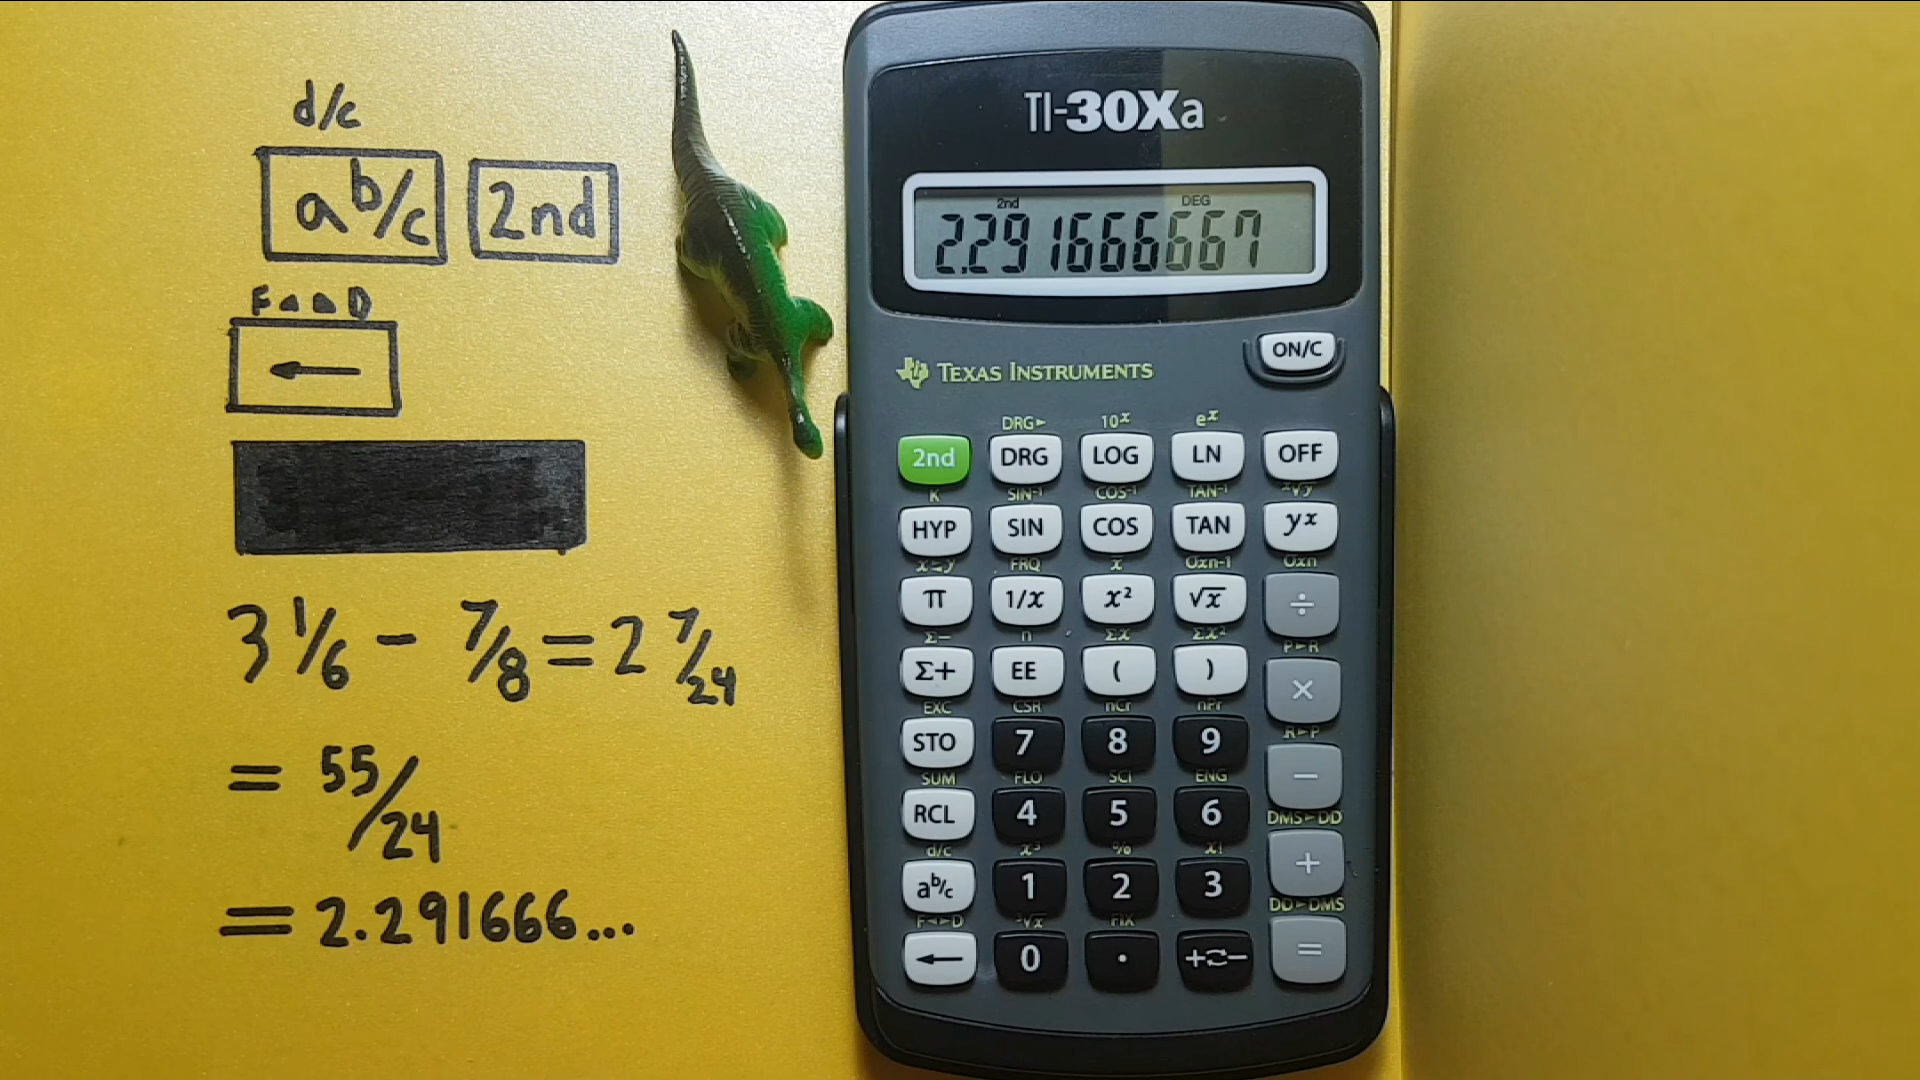 d/c
a b/c 2nd
F◄►D
←
3 1/6 - 7/8 = 2 7/24
= 55/24
= 2.291666...
TI-30Xa
2nd DEG
2.291666667
ON/C
TEXAS INSTRUMENTS
DRG► 10ˣ eˣ
2nd DRG LOG LN OFF
K SIN⁻¹ COS⁻¹ TAN⁻¹ ˣ√y
HYP SIN COS TAN yˣ
FRQ x̄ σxn-1 σxn
π 1/x x² √x ÷
Σ- n Σx Σx² P►R
Σ+ EE ( ) ×
EXC CSR nCr nPr R►P
STO 7 8 9 −
SUM FLO SCI ENG DMS►DD
RCL 4 5 6 +
d/c x³ % x! DD►DMS
a b/c 1 2 3 =
F◄►D ³√x FIX
← 0 . +⇄−